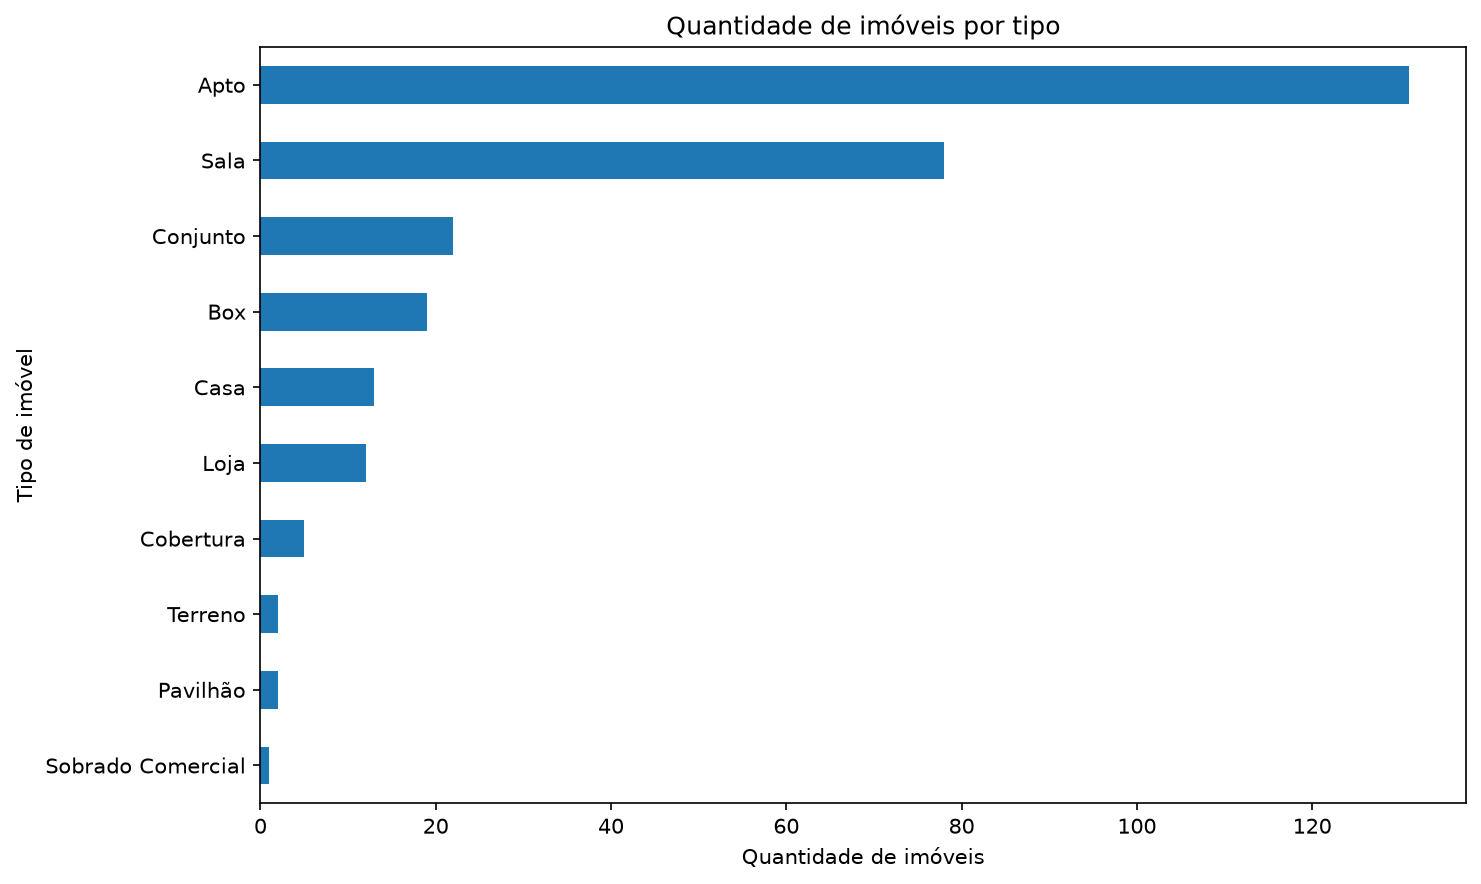 Quantidade de imóveis por tipo
Apto
Sala
Conjunto
Box
Casa
Loja
Cobertura
Terreno
Pavilhão
Sobrado Comercial
Tipo de imóvel
0 20 40 60 80 100 120
Quantidade de imóveis